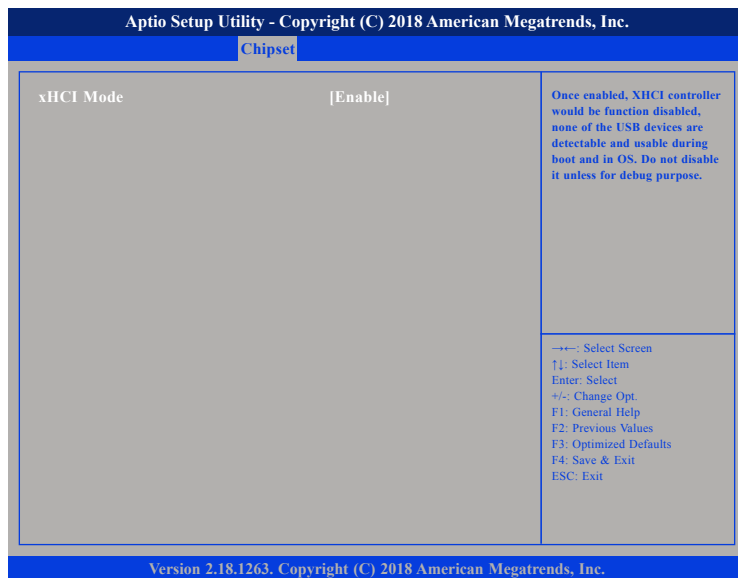 Aptio Setup Utility - Copyright (C) 2018 American Megatrends, Inc.
Chipset
xHCI Mode [Enable]
Once enabled, XHCI controller
would be function disabled,
none of the USB devices are
detectable and usable during
boot and in OS. Do not disable
it unless for debug purpose.
→←: Select Screen
↑↓: Select Item
Enter: Select
+/-: Change Opt.
F1: General Help
F2: Previous Values
F3: Optimized Defaults
F4: Save & Exit
ESC: Exit
Version 2.18.1263. Copyright (C) 2018 American Megatrends, Inc.